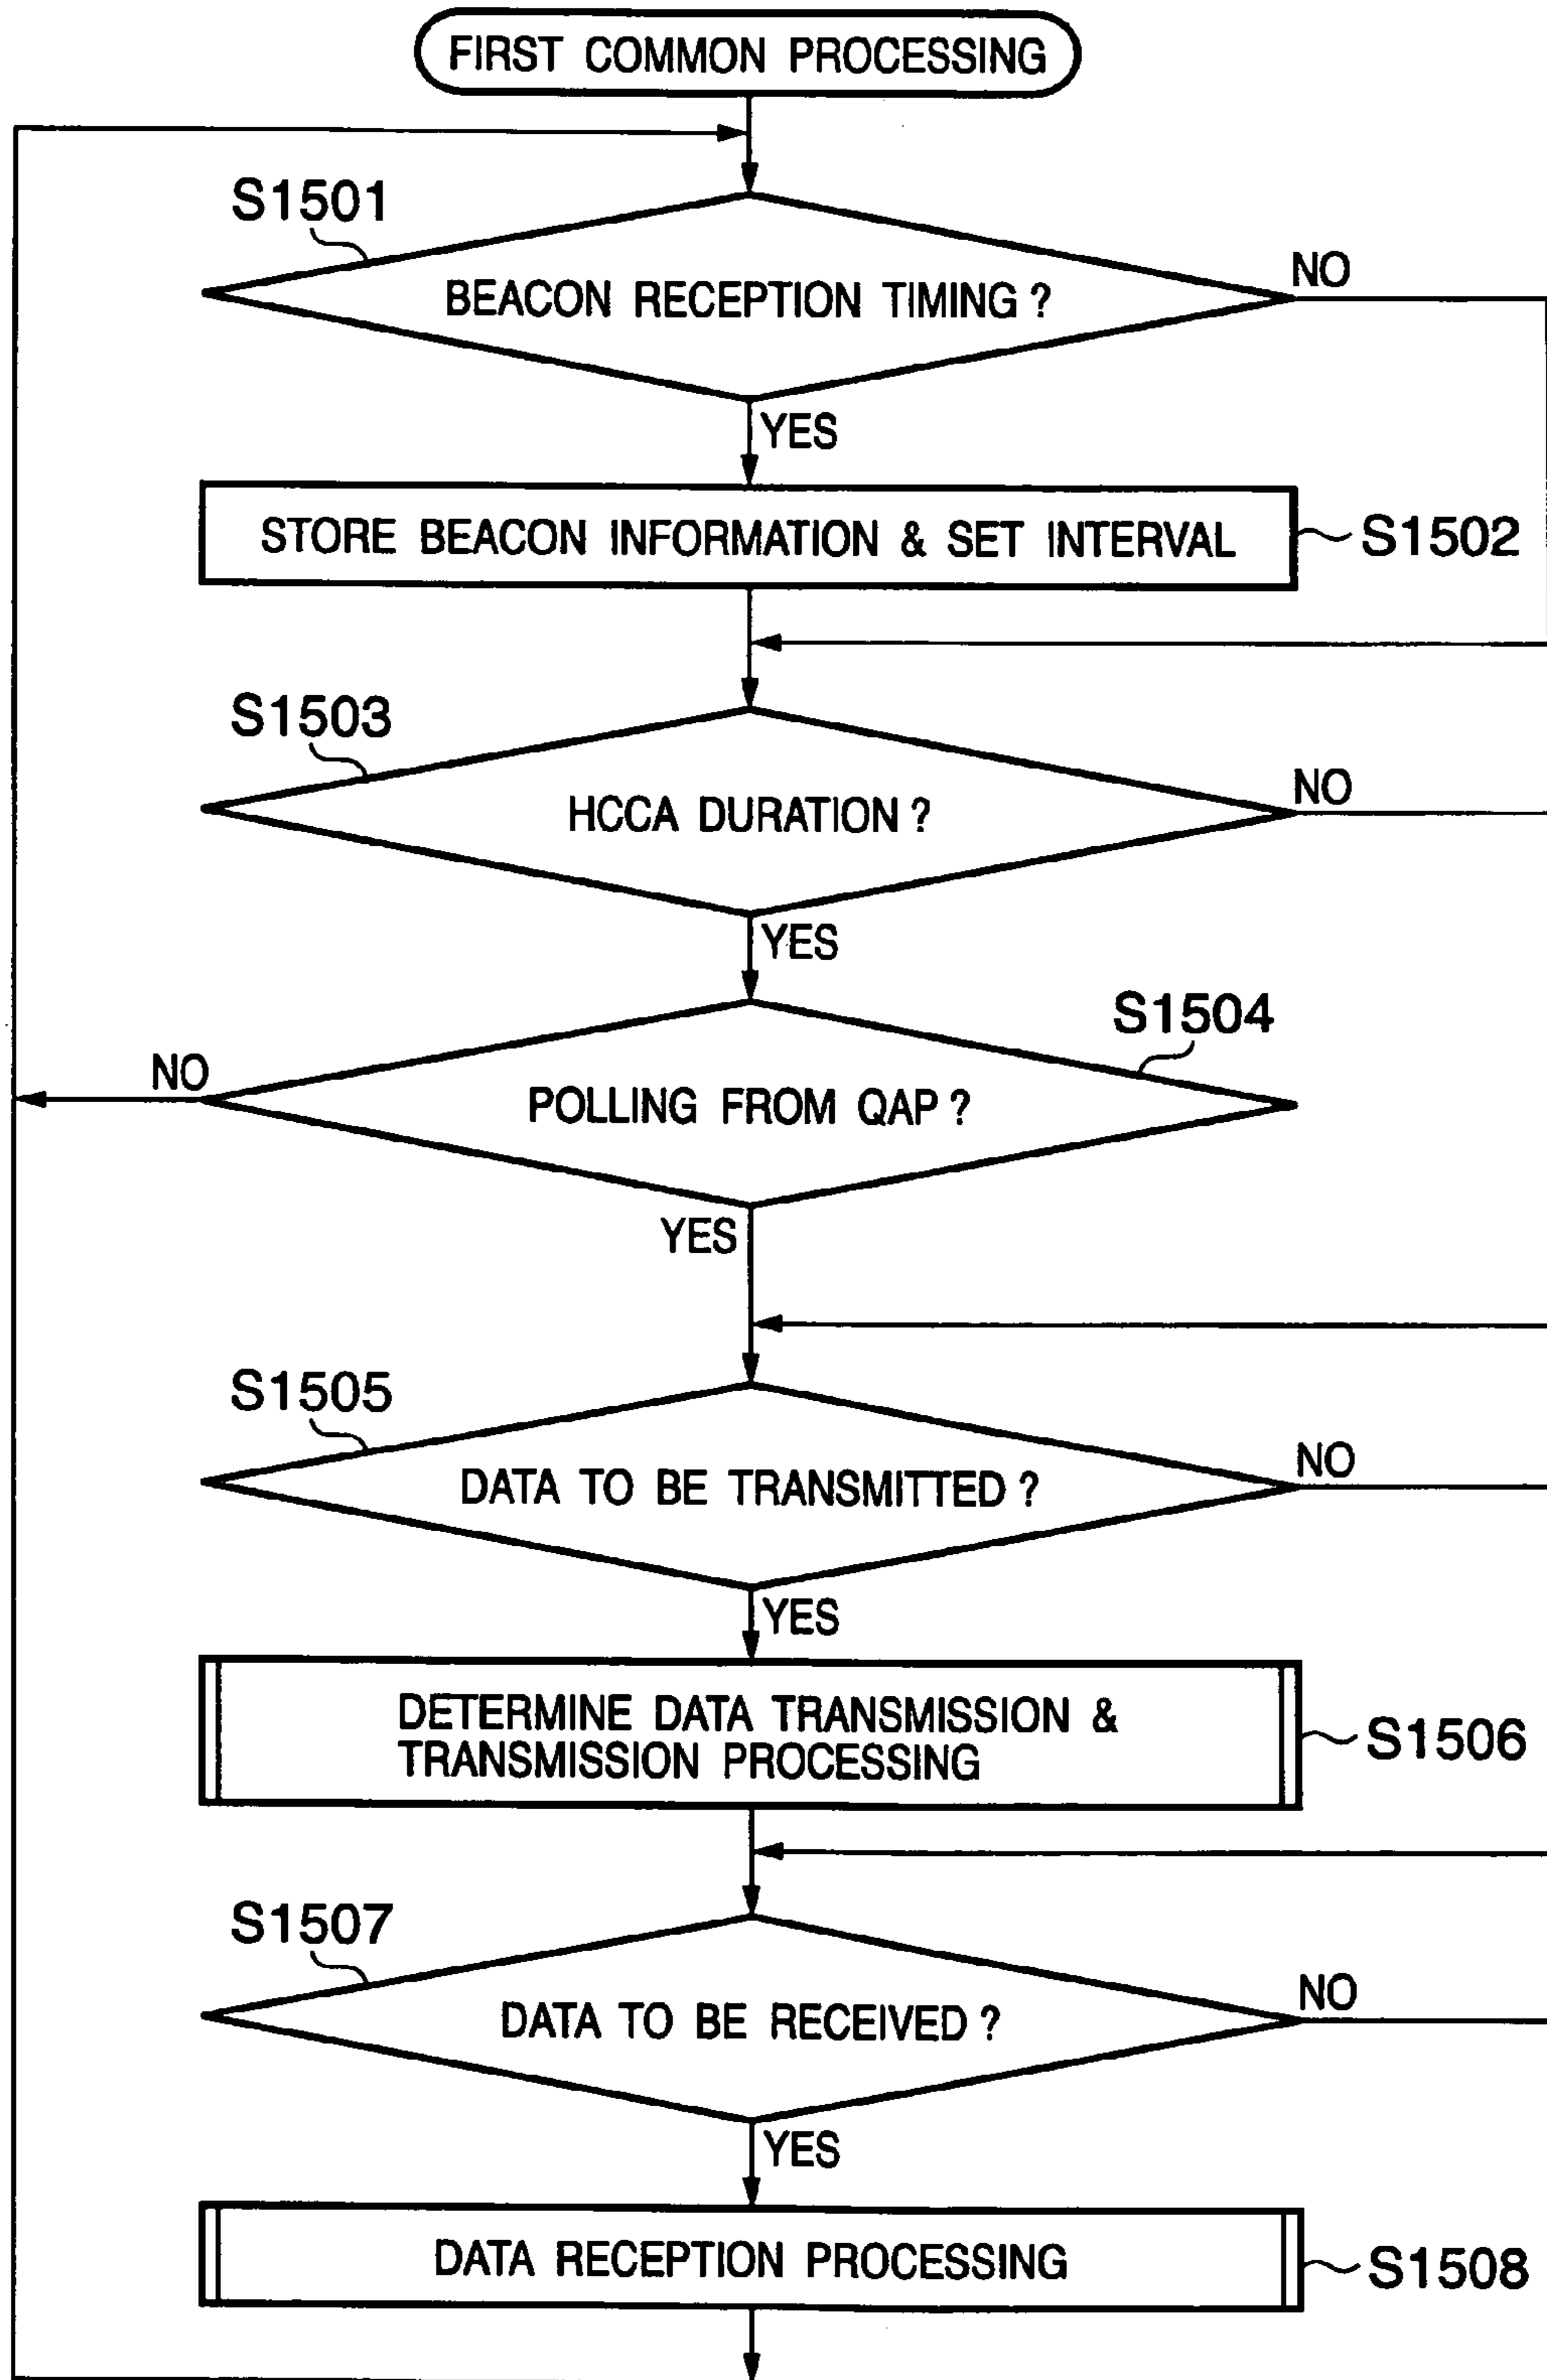 FIRST COMMON PROCESSING
S1501
BEACON RECEPTION TIMING ?
NO
YES
STORE BEACON INFORMATION & SET INTERVAL
S1502
S1503
HCCA DURATION ?
NO
YES
S1504
NO
POLLING FROM QAP ?
YES
S1505
DATA TO BE TRANSMITTED ?
NO
YES
DETERMINE DATA TRANSMISSION &
TRANSMISSION PROCESSING
S1506
S1507
DATA TO BE RECEIVED ?
NO
YES
DATA RECEPTION PROCESSING
S1508